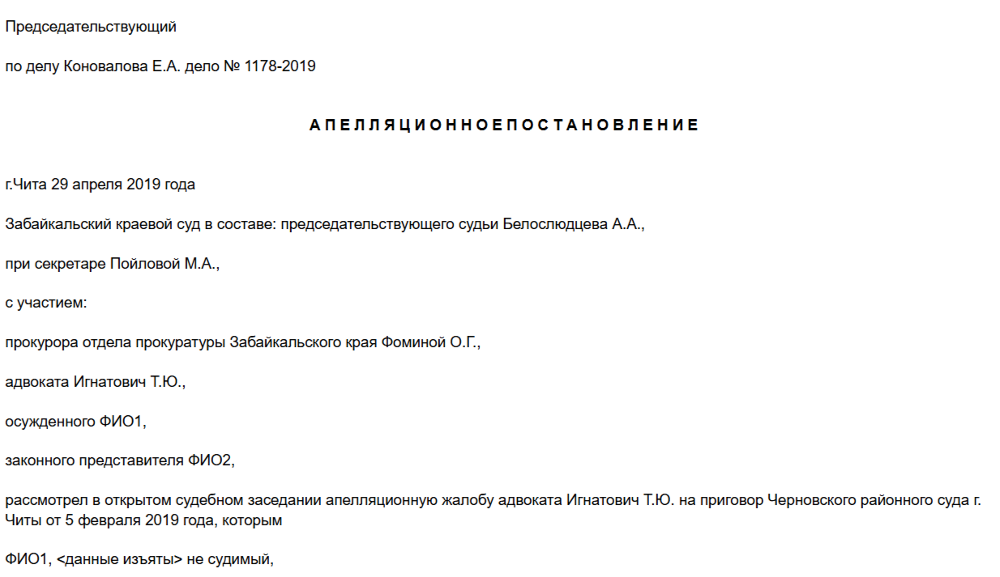 Председательствующий
по делу Коновалова Е.А. дело № 1178-2019
А П Е Л Л Я Ц И О Н Н О Е П О С Т А Н О В Л Е Н И Е
г.Чита 29 апреля 2019 года
Забайкальский краевой суд в составе: председательствующего судьи Белослюдцева А.А.,
при секретаре Пойловой М.А.,
с участием:
прокурора отдела прокуратуры Забайкальского края Фоминой О.Г.,
адвоката Игнатович Т.Ю.,
осужденного ФИО1,
законного представителя ФИО2,
рассмотрел в открытом судебном заседании апелляционную жалобу адвоката Игнатович Т.Ю. на приговор Черновского районного суда г.
Читы от 5 февраля 2019 года, которым
ФИО1, <данные изъяты> не судимый,